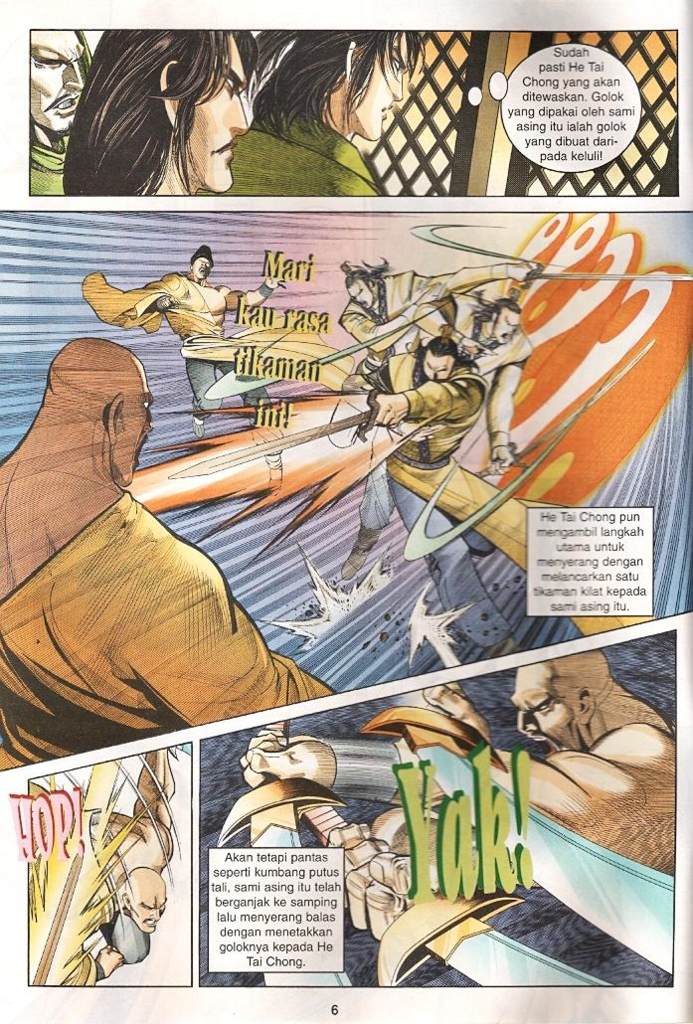 Sudah
pasti He Tai
Chong yang akan
ditewaskan. Golok
yang dipakai oleh sami
asing itu ialah golok
yang dibuat dari-
pada keluli!
Mari
kau rasa
tikaman
ini!
He Tai Chong pun
mengambil langkah
utama untuk
menyerang dengan
melancarkan satu
tikaman kilat kepada
sami asing itu.
HOP!
Yak!
Akan tetapi pantas
seperti kumbang putus
tali, sami asing itu telah
berganjak ke samping
lalu menyerang balas
dengan menetakkan
goloknya kepada He
Tai Chong.
6